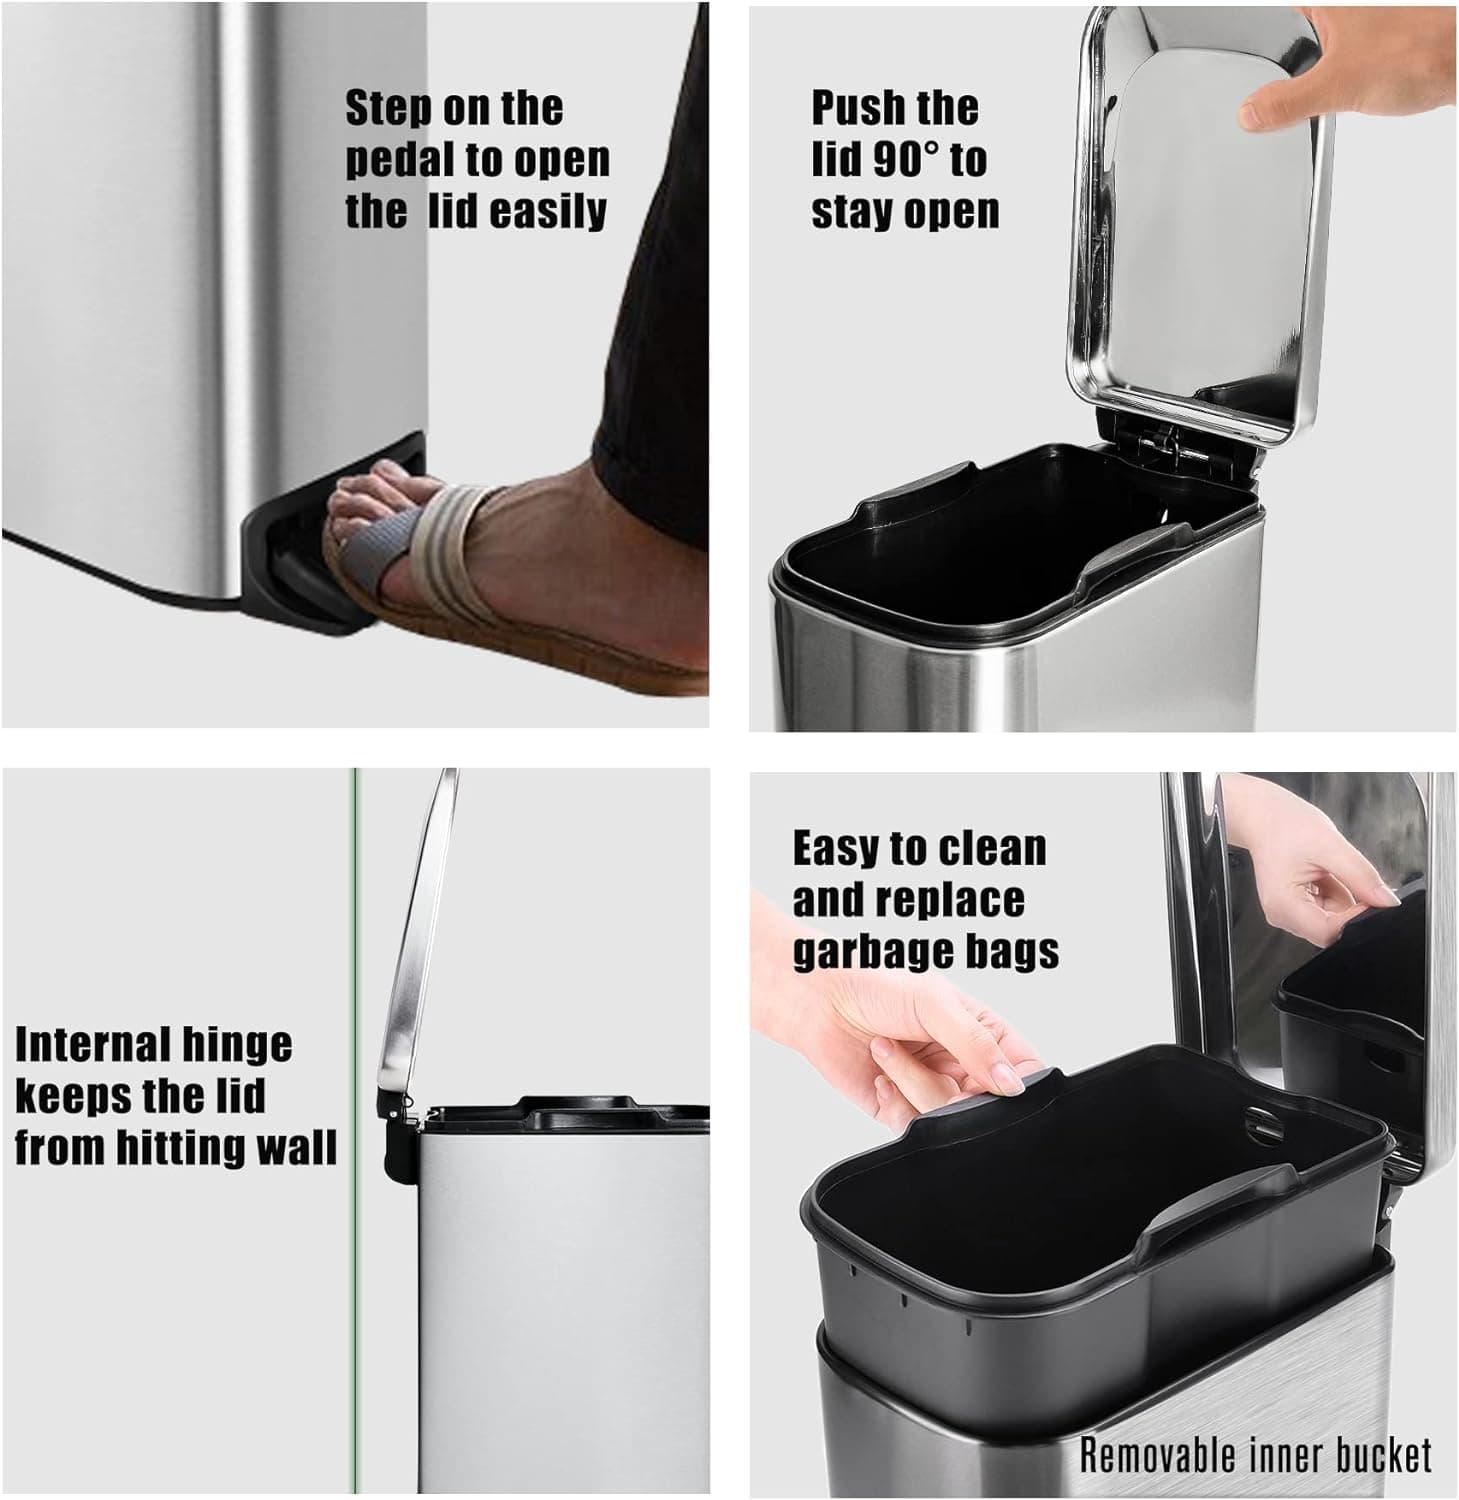 Step on the
pedal to open
the lid easily
Push the
lid 90° to
stay open
Internal hinge
keeps the lid
from hitting wall
Easy to clean
and replace
garbage bags
Removable inner bucket